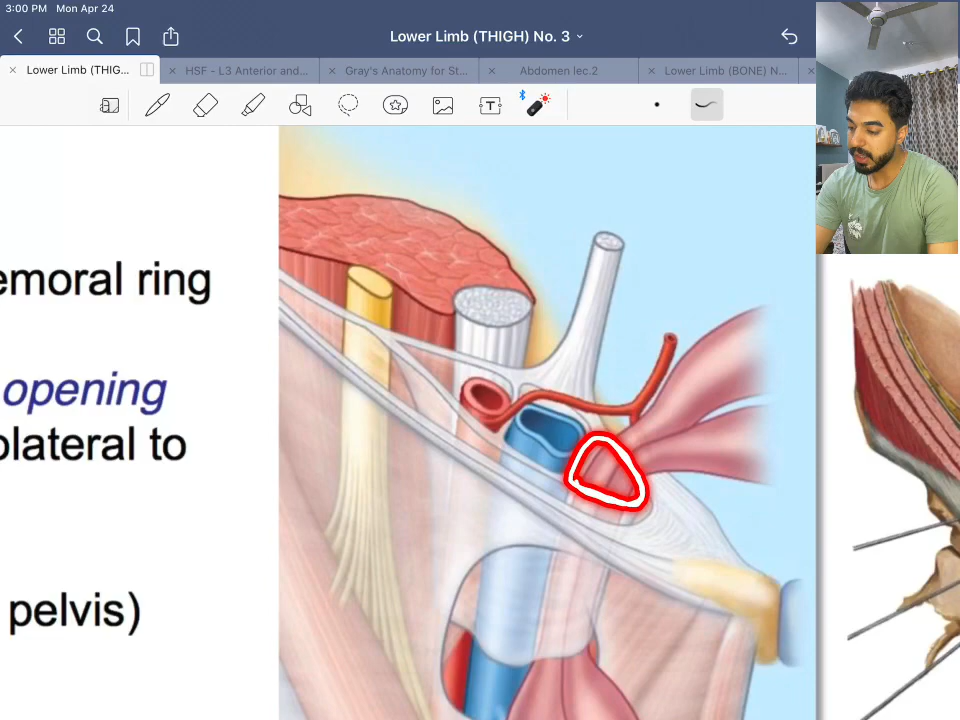 3:00 PM Mon Apr 24
Lower Limb (THIGH) No. 3
Lower Limb (THIG...
HSF - L3 Anterior and...
Gray's Anatomy for St...
Abdomen lec.2
Lower Limb (BONE) N...
T
emoral ring
opening
olateral to
pelvis)